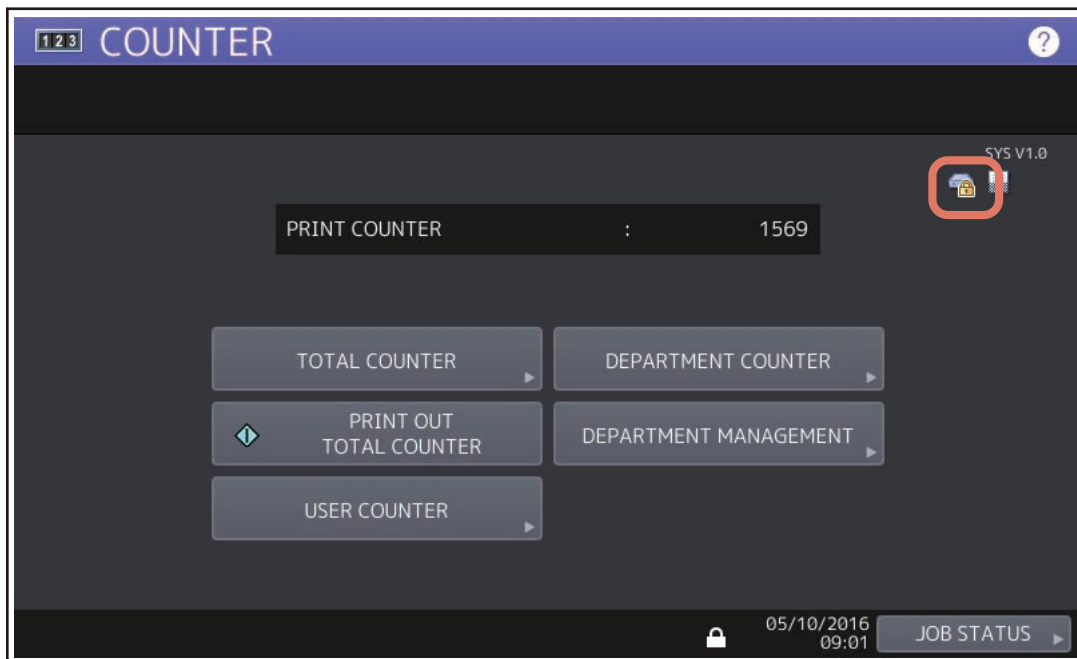 123 COUNTER ?
SYS V1.0
PRINT COUNTER : 1569
TOTAL COUNTER
DEPARTMENT COUNTER
PRINT OUT
TOTAL COUNTER
DEPARTMENT MANAGEMENT
USER COUNTER
05/10/2016
09:01
JOB STATUS